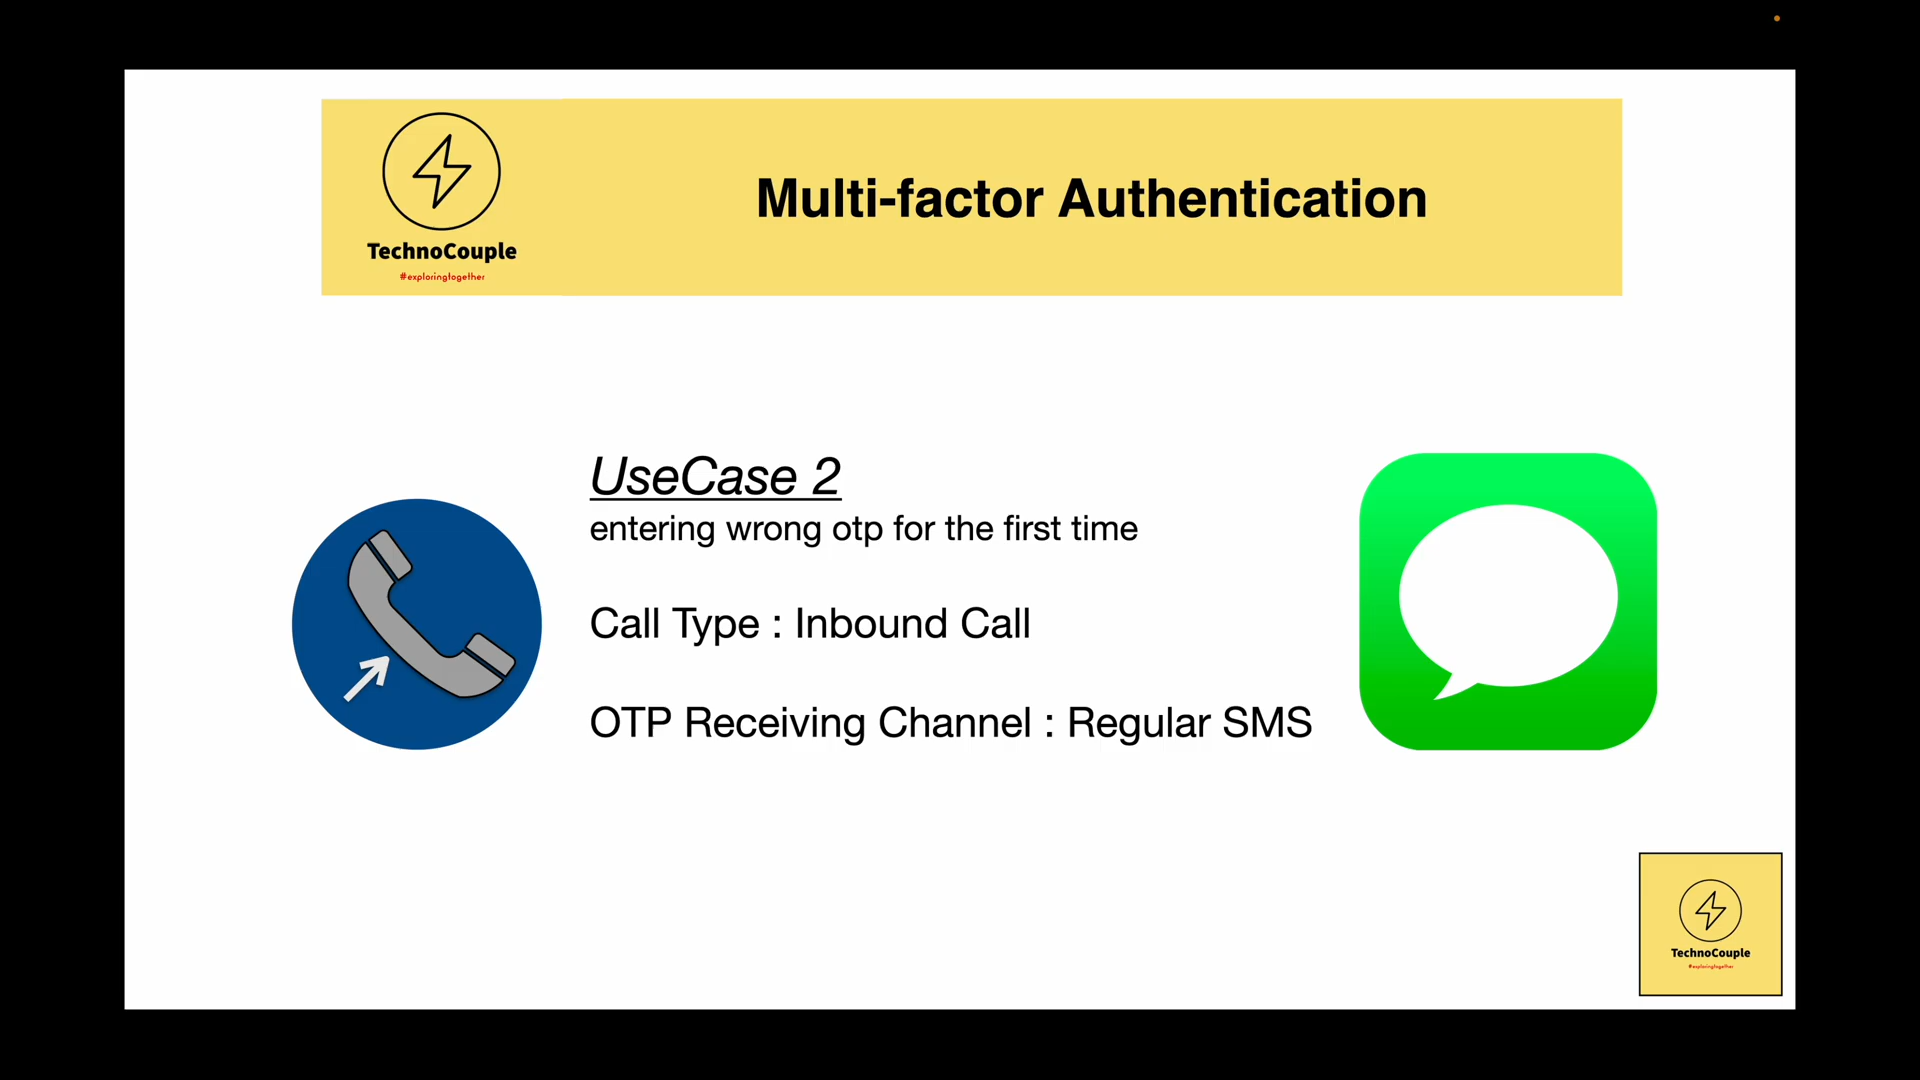 TechnoCouple
#exploringtogether
Multi-factor Authentication
UseCase 2
entering wrong otp for the first time
Call Type : Inbound Call
OTP Receiving Channel : Regular SMS
TechnoCouple
#exploringtogether